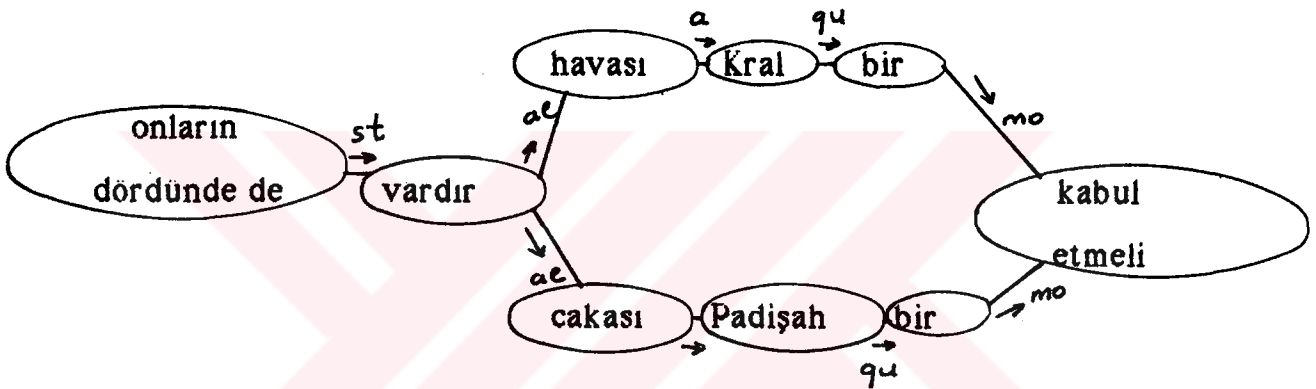 a qu
havası Kral bir
ae mo
onların
dördünde de
st
vardır
kabul
etmeli
ae mo
cakası Padişah bir
qu